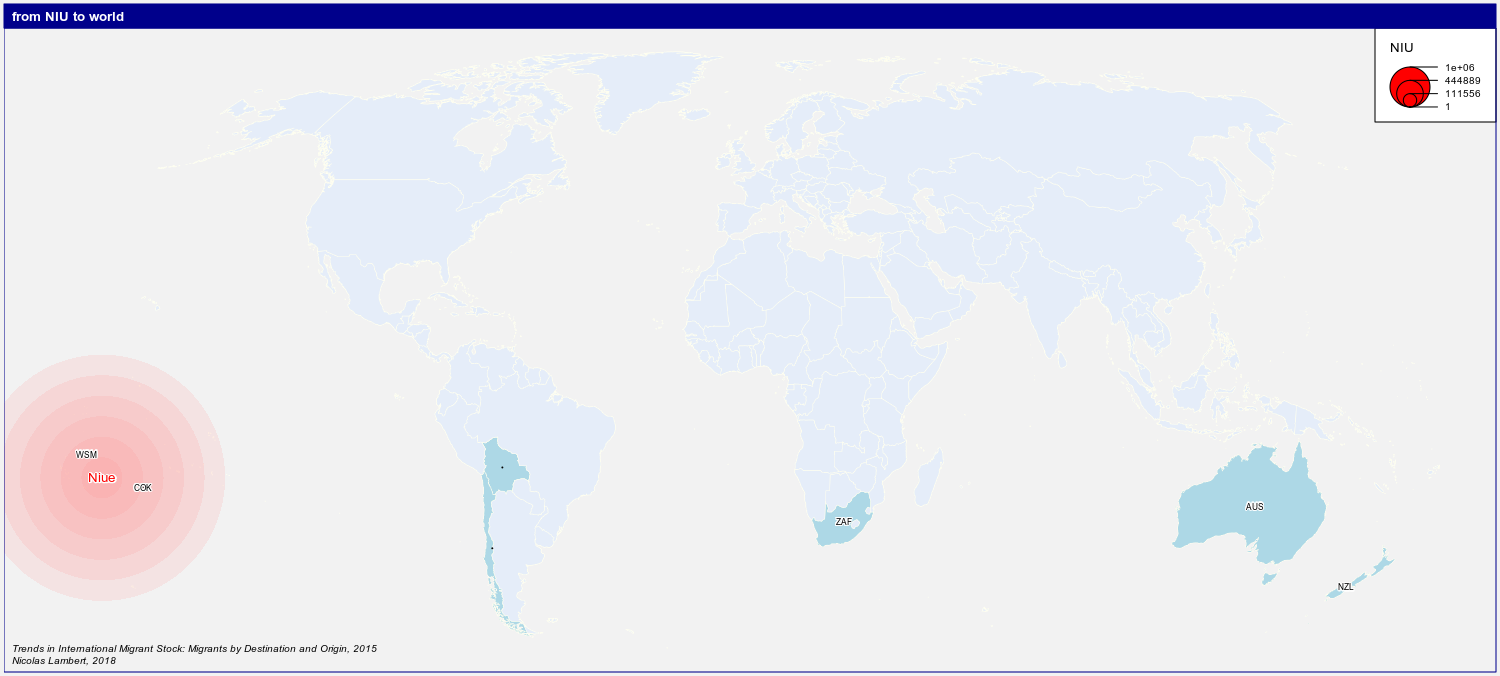 from NIU to world
NIU
1e+06
444889
111556
1
WSM
Niue
COK
ZAF
AUS
NZL
Trends in International Migrant Stock: Migrants by Destination and Origin, 2015
Nicolas Lambert, 2018